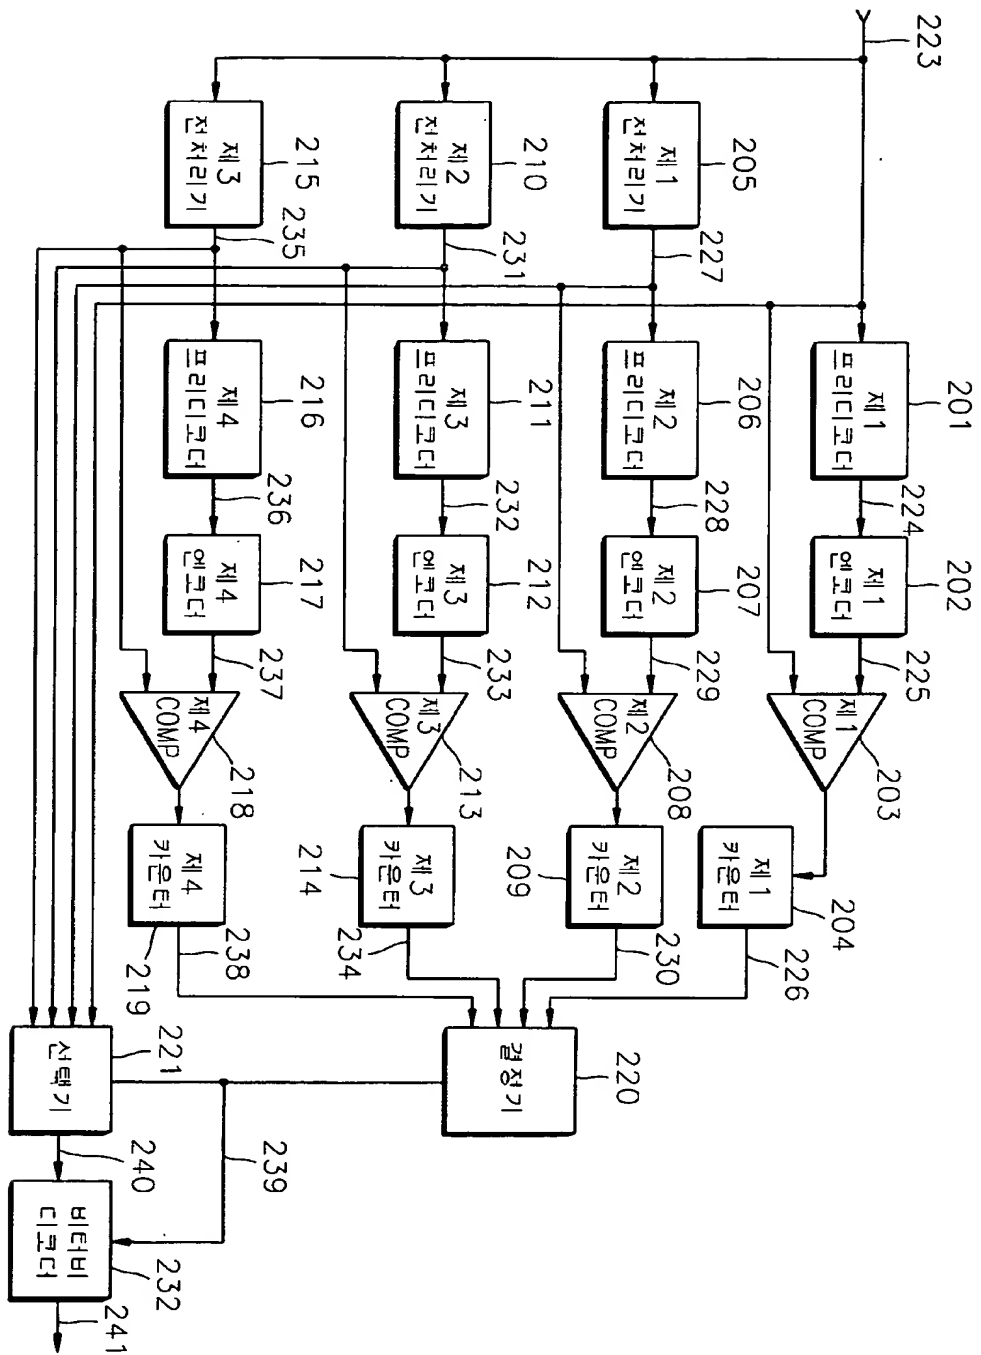 223
제1
전처리기
205
227
제2
전처리기
210
231
제3
전처리기
215
235
제1
프리디코더
201
224
제1
엔코더
202
225
제1
COMP
203
제1
카운터
204
226
제2
프리디코더
206
228
제2
엔코더
207
229
제2
COMP
208
제2
카운터
209
230
제3
프리디코더
211
232
제3
엔코더
212
233
제3
COMP
213
제3
카운터
214
234
제4
프리디코더
216
236
제4
엔코더
217
237
제4
COMP
218
제4
카운터
219
238
결정기
220
239
선택기
221
240
비터비
디코더
232
241